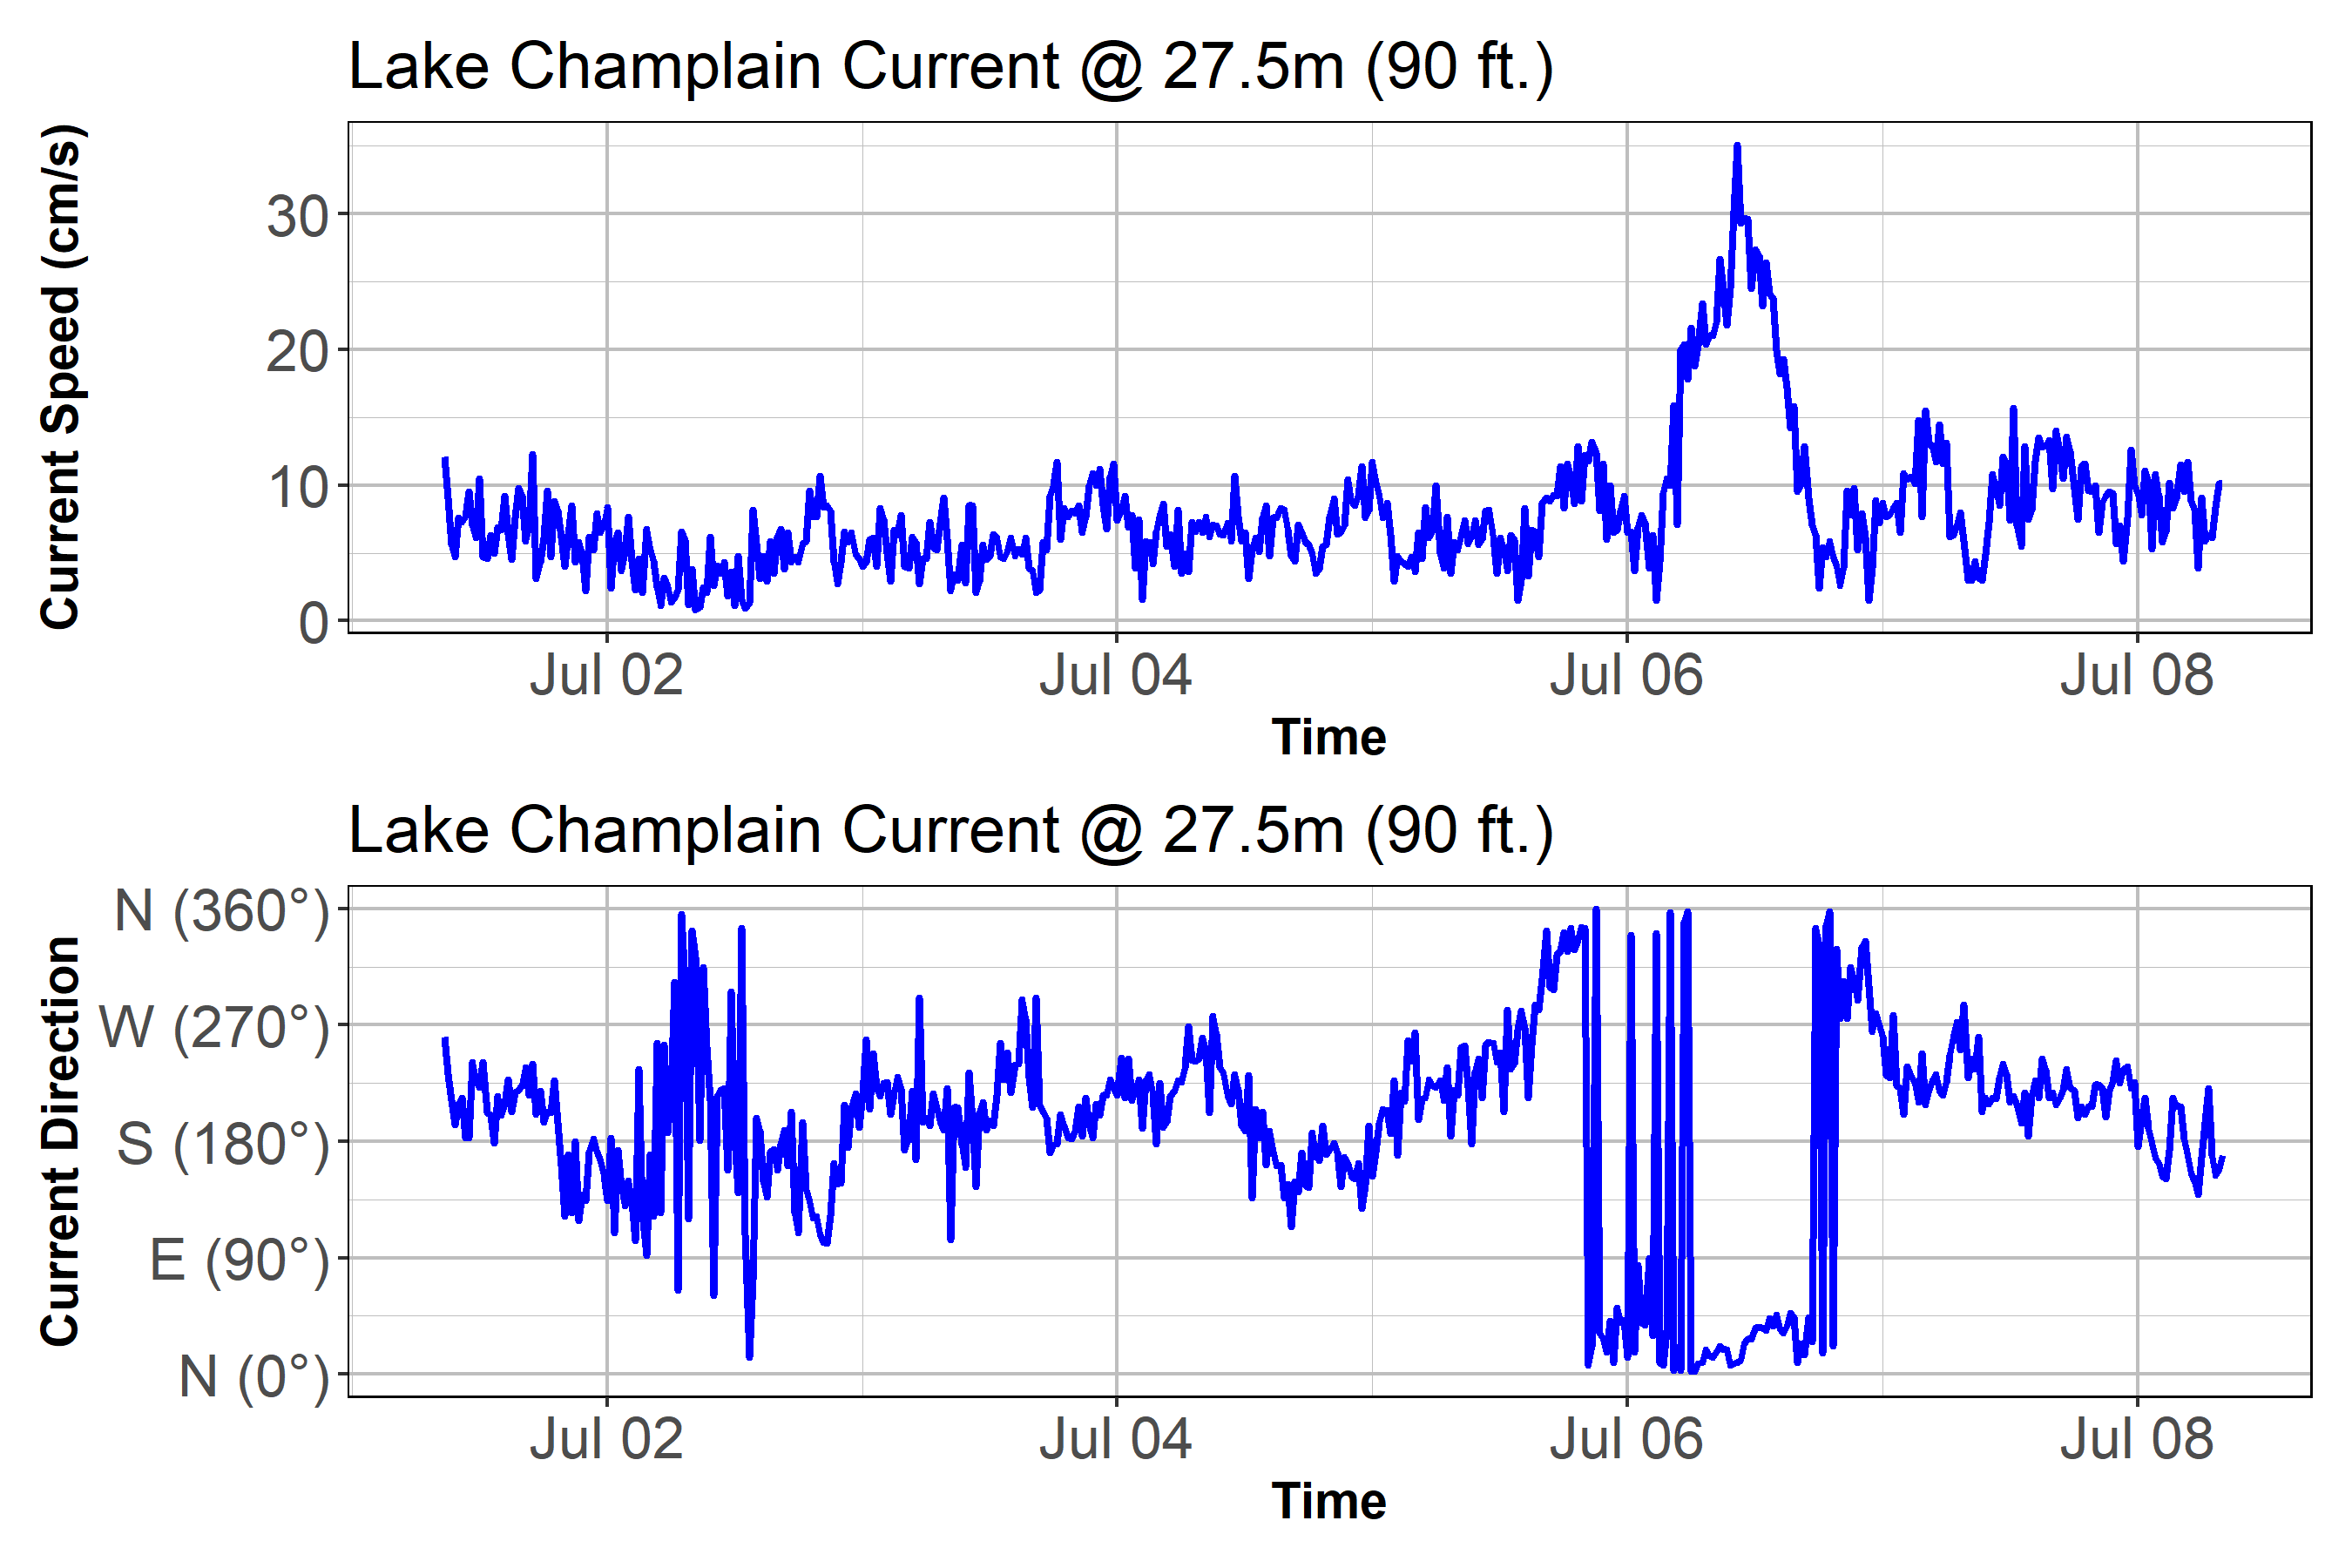 Lake Champlain Current @ 27.5m (90 ft.)
Current Speed (cm/s)
30
20
10
0
Jul 02 Jul 04 Jul 06 Jul 08
Time
Lake Champlain Current @ 27.5m (90 ft.)
Current Direction
N (360°)
W (270°)
S (180°)
E (90°)
N (0°)
Jul 02 Jul 04 Jul 06 Jul 08
Time